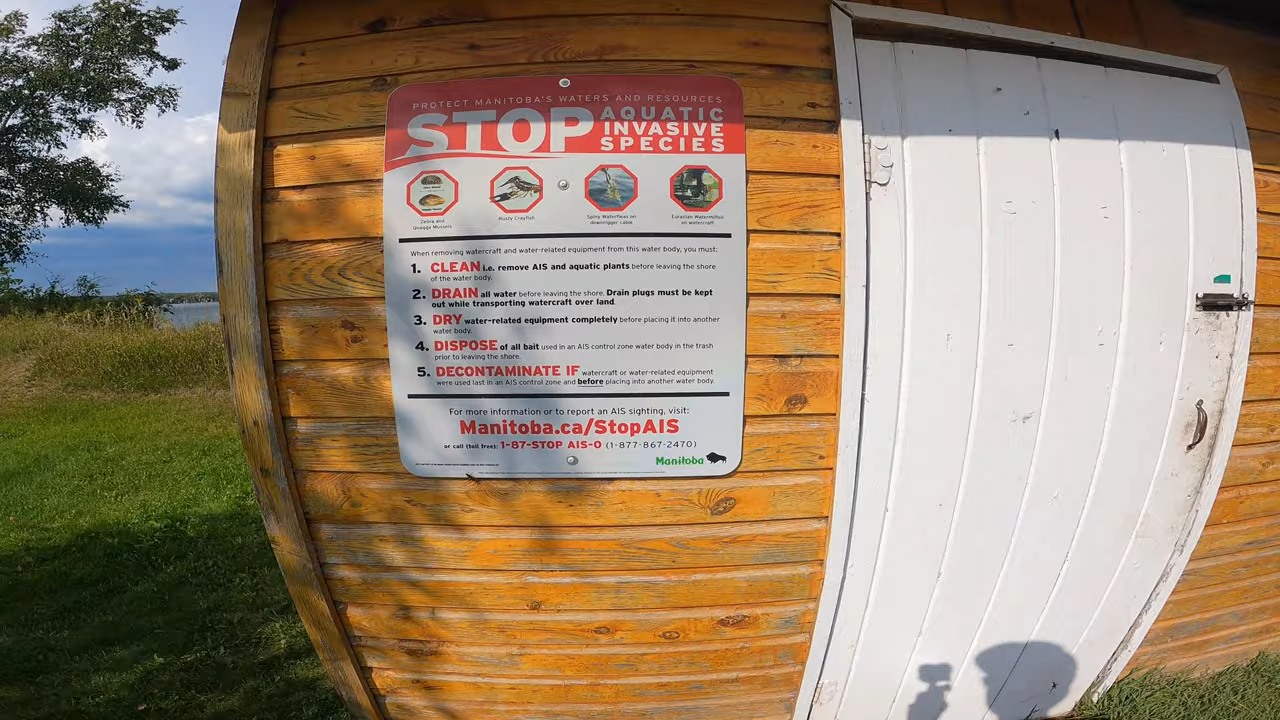 PROTECT MANITOBA'S WATERS AND RESOURCES
STOP AQUATIC
INVASIVE
SPECIES
Zebra and
Quagga Mussels
Rusty Crayfish
Spiny Waterfleas on
downrigger cable
Eurasian Watermilfoil
on watercraft
When removing watercraft and water-related equipment from this water body, you must:
1. CLEAN i.e. remove AIS and aquatic plants before leaving the shore
of the water body.
2. DRAIN all water before leaving the shore. Drain plugs must be kept
out while transporting watercraft over land.
3. DRY water-related equipment completely before placing it into another
water body.
4. DISPOSE of all bait used in an AIS control zone water body in the trash
prior to leaving the shore.
5. DECONTAMINATE IF watercraft or water-related equipment
were used last in an AIS control zone and before placing into another water body.
For more information or to report an AIS sighting, visit:
Manitoba.ca/StopAIS
or call (toll free): 1-87-STOP AIS-0 (1-877-867-2470)
Manitoba